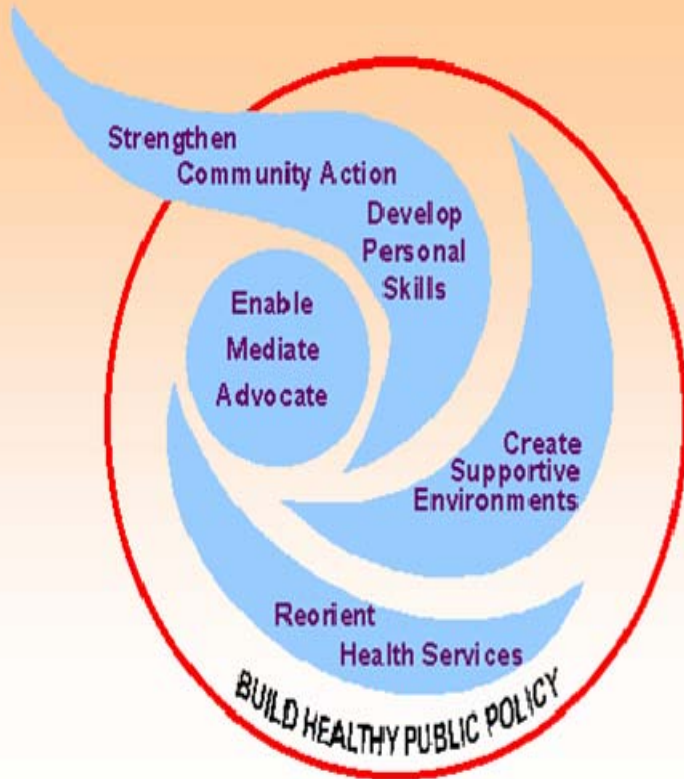 Strengthen
Community Action
Develop
Personal
Skills
Enable
Mediate
Advocate
Create
Supportive
Environments
Reorient
Health Services
BUILD HEALTHY PUBLIC POLICY